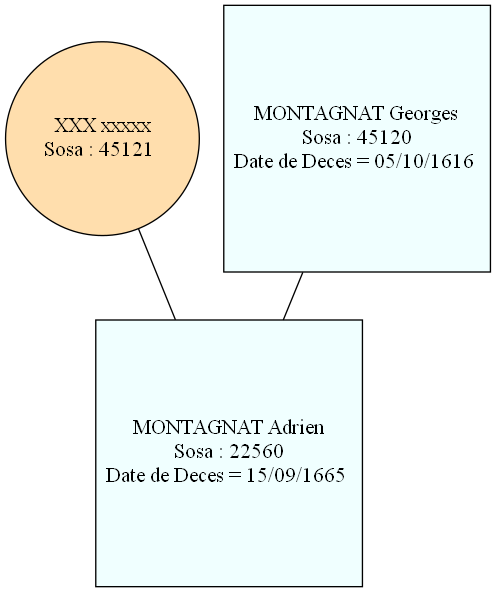 XXX xxxxx
Sosa : 45121
MONTAGNAT Georges
Sosa : 45120
Date de Deces = 05/10/1616
MONTAGNAT Adrien
Sosa : 22560
Date de Deces = 15/09/1665